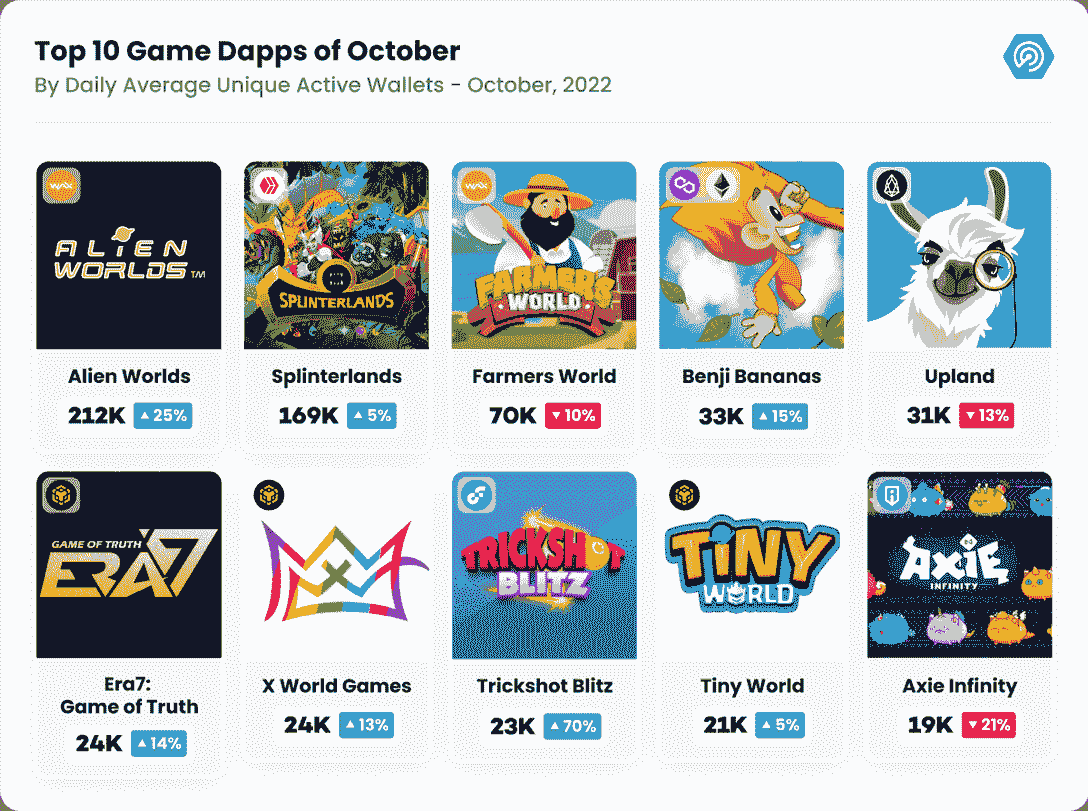 Top 10 Game Dapps of October
By Daily Average Unique Active Wallets - October, 2022
WAX
ALIEN
WORLDS TM
SPLINTERLANDS
WAX
FARMERS
WORLD
Alien Worlds
212K ▲ 25%
Splinterlands
169K ▲ 5%
Farmers World
70K ▼ 10%
Benji Bananas
33K ▲ 15%
Upland
31K ▼ 13%
GAME OF TRUTH
ERA7
X
TRICKSHOT
BLITZ
TINY
WORLD
AXIE
INFINITY
Era7:
Game of Truth
24K ▲ 14%
X World Games
24K ▲ 13%
Trickshot Blitz
23K ▲ 70%
Tiny World
21K ▲ 5%
Axie Infinity
19K ▼ 21%